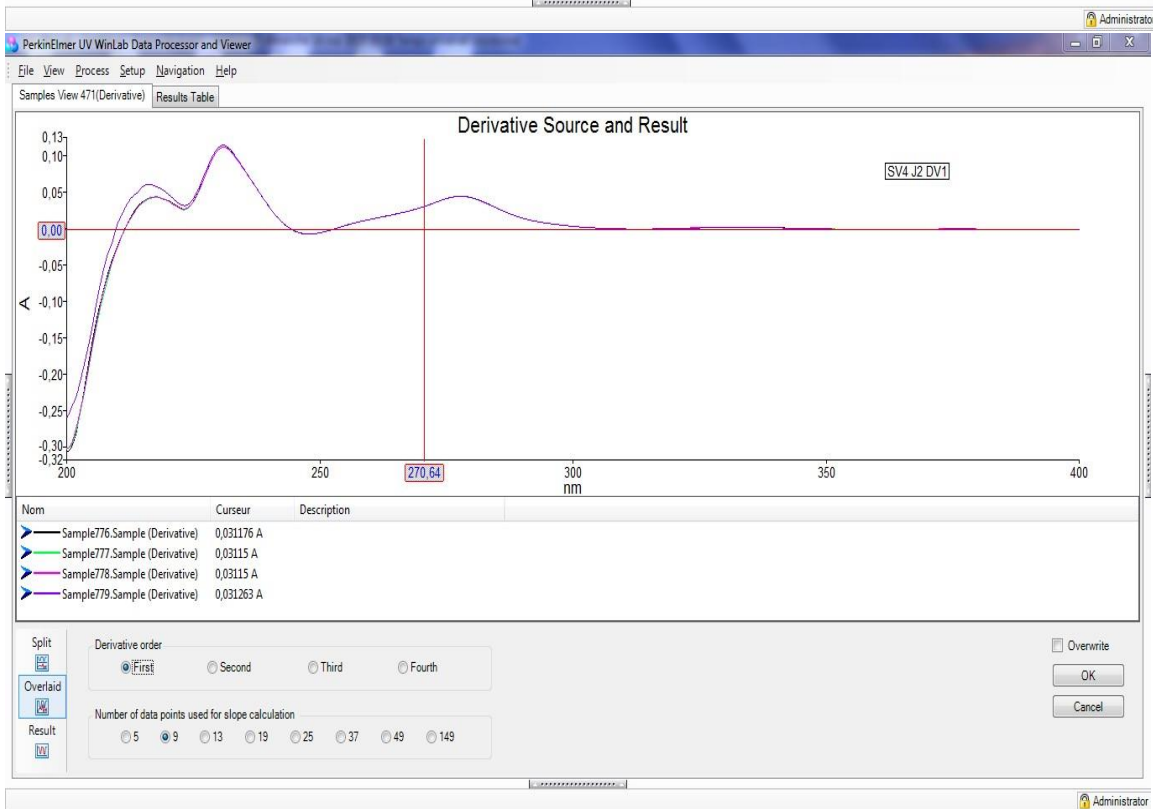 Administrator
PerkinElmer UV WinLab Data Processor and Viewer
File View Process Setup Navigation Help
Samples View 471(Derivative) Results Table
Derivative Source and Result
SV4 J2 DV1
0,13
0,10
0,05
0,00
-0,05
-0,10
-0,15
-0,20
-0,25
-0,30
-0,32
A
200 250 270,64 300 350 400
nm
Nom Curseur Description
Sample776.Sample (Derivative) 0,031176 A
Sample777.Sample (Derivative) 0,03115 A
Sample778.Sample (Derivative) 0,03115 A
Sample779.Sample (Derivative) 0,031263 A
Split
Overlaid
Result
Derivative order
First Second Third Fourth
Number of data points used for slope calculation
5 9 13 19 25 37 49 149
Overwrite
OK
Cancel
Administrator